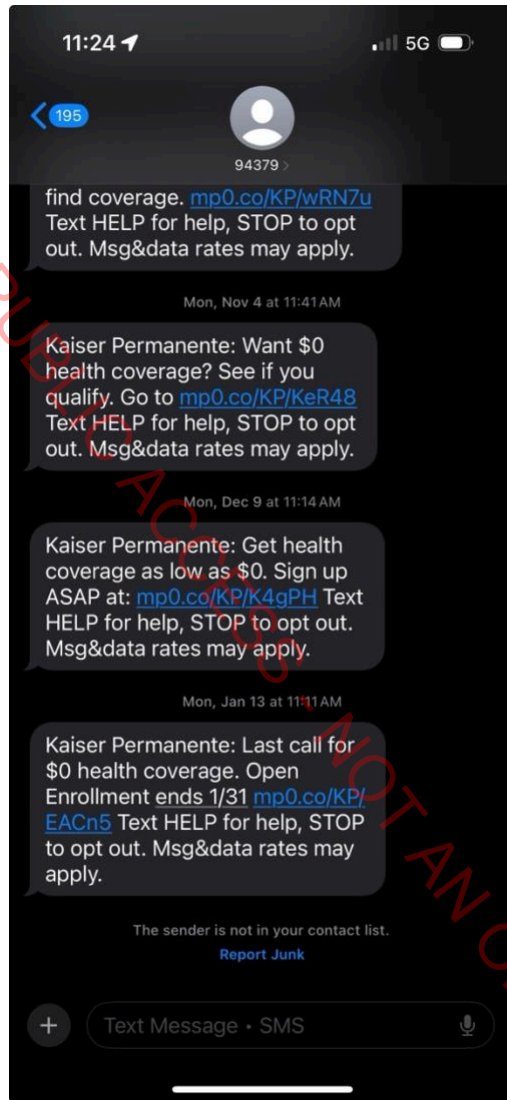 11:24
5G
195
94379
find coverage. mp0.co/KP/wRN7u
Text HELP for help, STOP to opt
out. Msg&data rates may apply.
Mon, Nov 4 at 11:41 AM
Kaiser Permanente: Want $0
health coverage? See if you
qualify. Go to mp0.co/KP/KeR48
Text HELP for help, STOP to opt
out. Msg&data rates may apply.
Mon, Dec 9 at 11:14 AM
Kaiser Permanente: Get health
coverage as low as $0. Sign up
ASAP at: mp0.co/KP/K4gPH Text
HELP for help, STOP to opt out.
Msg&data rates may apply.
Mon, Jan 13 at 11:11 AM
Kaiser Permanente: Last call for
$0 health coverage. Open
Enrollment ends 1/31 mp0.co/KP/
EACn5 Text HELP for help, STOP
to opt out. Msg&data rates may
apply.
The sender is not in your contact list.
Report Junk
Text Message • SMS
PUBLIC ACCESS - NOT AN